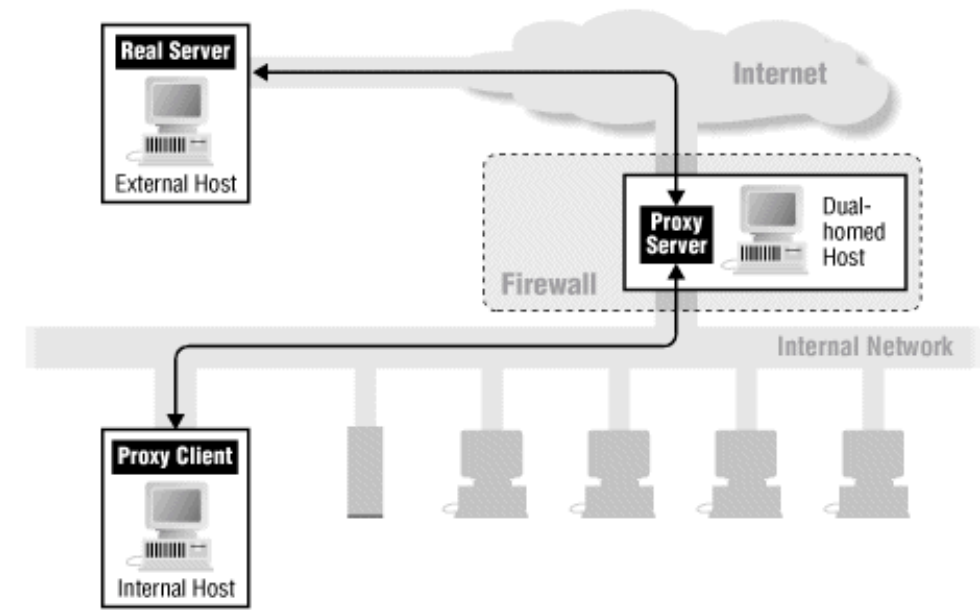 Real Server
External Host
Internet
Proxy
Server
Dual-
homed
Host
Firewall
Internal Network
Proxy Client
Internal Host